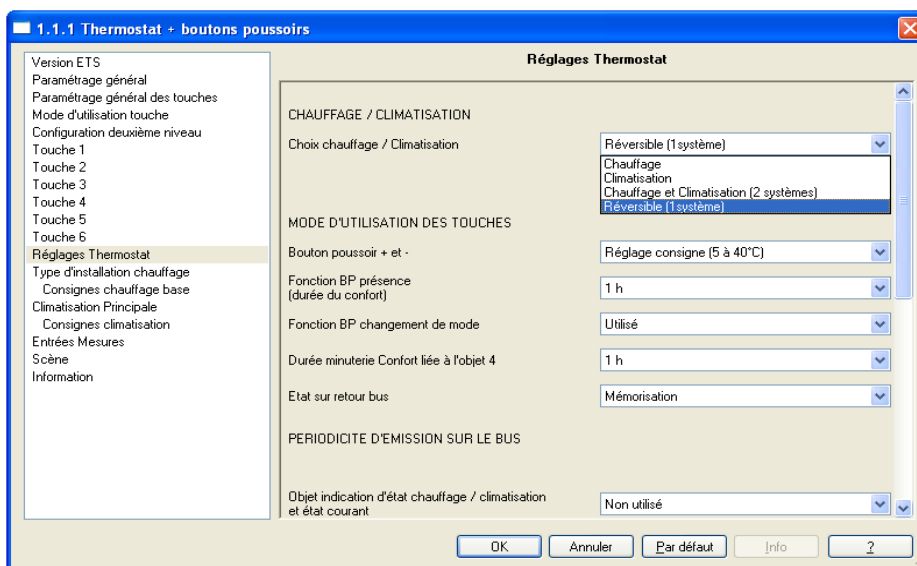 1.1.1 Thermostat + boutons poussoirs
Version ETS
Paramétrage général
Paramétrage général des touches
Mode d'utilisation touche
Configuration deuxième niveau
Touche 1
Touche 2
Touche 3
Touche 4
Touche 5
Touche 6
Réglages Thermostat
Type d'installation chauffage
Consignes chauffage base
Climatisation Principale
Consignes climatisation
Entrées Mesures
Scène
Information
Réglages Thermostat
CHAUFFAGE / CLIMATISATION
Choix chauffage / Climatisation
Réversible (1système)
Chauffage
Climatisation
Chauffage et Climatisation (2 systèmes)
Réversible (1système)
MODE D'UTILISATION DES TOUCHES
Bouton poussoir + et -
Réglage consigne (5 à 40°C)
Fonction BP présence
(durée du confort)
1 h
Fonction BP changement de mode
Utilisé
Durée minuterie Confort liée à l'objet 4
1 h
Etat sur retour bus
Mémorisation
PERIODICITE D'EMISSION SUR LE BUS
Objet indication d'état chauffage / climatisation
et état courant
Non utilisé
OK
Annuler
Par défaut
Info
?